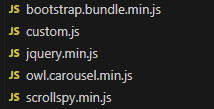 JS bootstrap.bundle.min.js
JS custom.js
JS jquery.min.js
JS owl.carousel.min.js
JS scrollspy.min.js